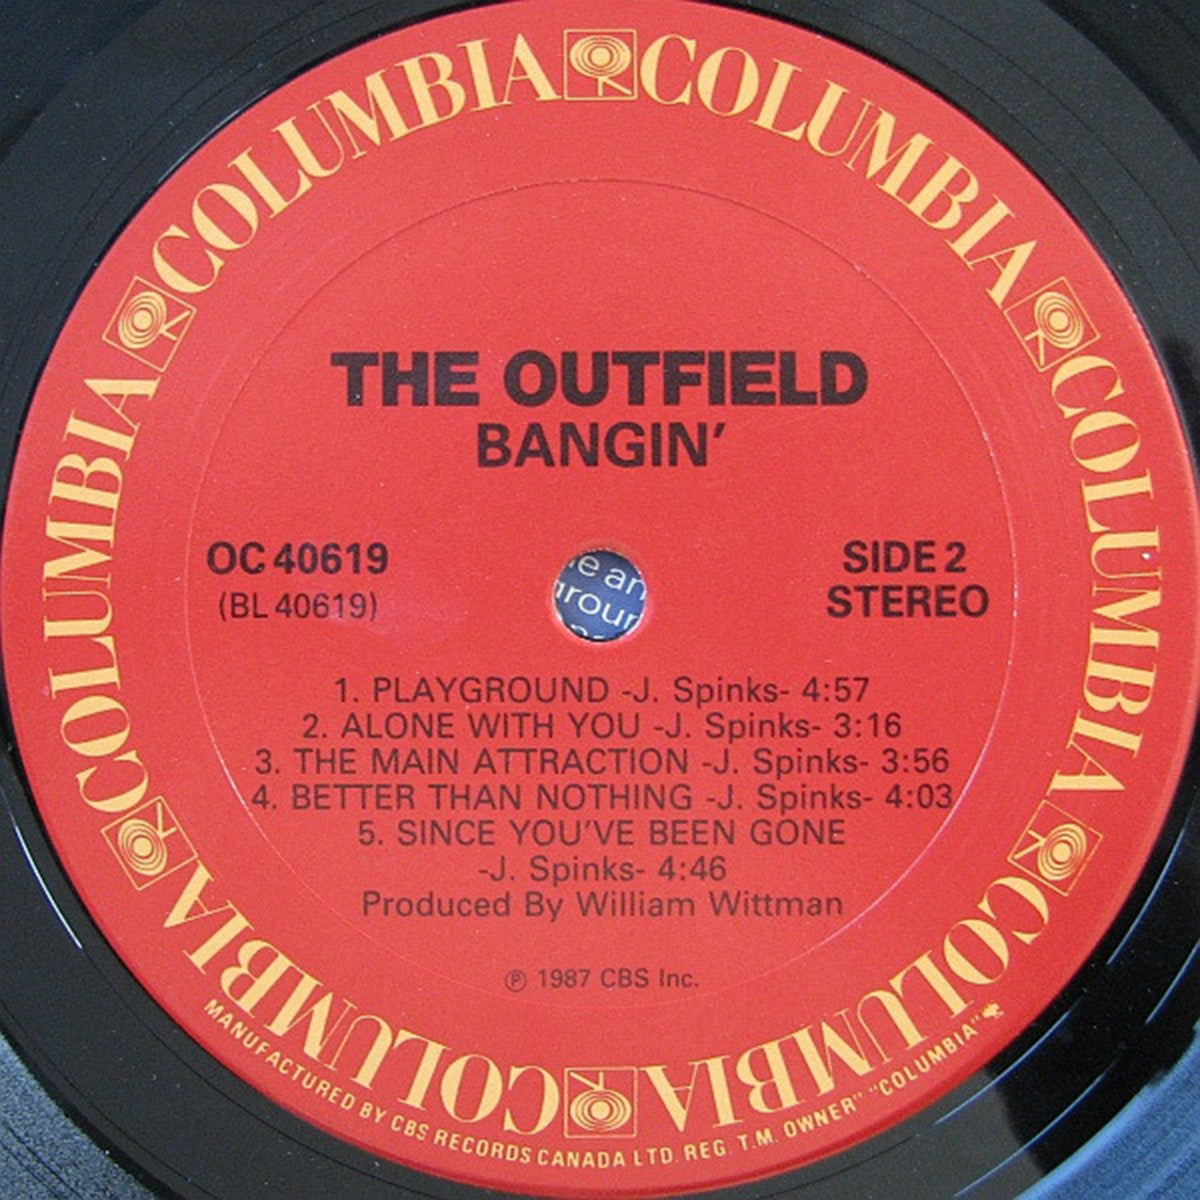 COLUMBIA COLUMBIA COLUMBIA COLUMBIA COLUMBIA COLUMBIA
THE OUTFIELD
BANGIN'
OC 40619
(BL 40619)
SIDE 2
STEREO
e an
groun
1. PLAYGROUND -J. Spinks- 4:57
2. ALONE WITH YOU -J. Spinks- 3:16
3. THE MAIN ATTRACTION -J. Spinks- 3:56
4. BETTER THAN NOTHING -J. Spinks- 4:03
5. SINCE YOU'VE BEEN GONE
-J. Spinks- 4:46
Produced By William Wittman
℗ 1987 CBS Inc.
MANUFACTURED BY CBS RECORDS CANADA LTD. REG. T.M. OWNER" "COLUMBIA"